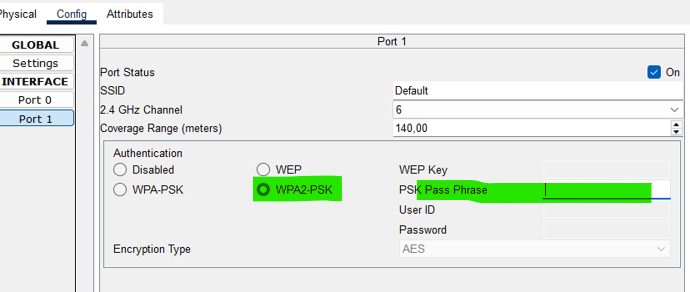 Physical Config Attributes
GLOBAL
Settings
INTERFACE
Port 0
Port 1
Port 1
Port Status On
SSID Default
2.4 GHz Channel 6
Coverage Range (meters) 140,00
Authentication
Disabled WEP WEP Key
WPA-PSK WPA2-PSK PSK Pass Phrase
User ID
Password
Encryption Type AES